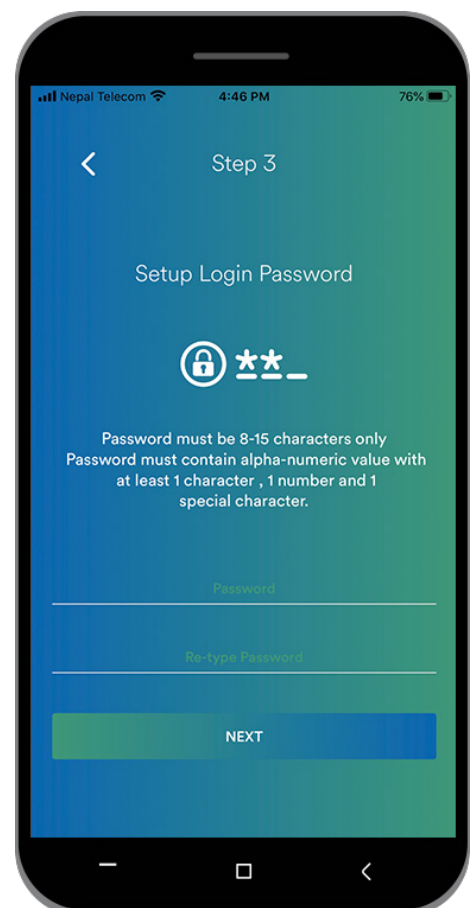 Nepal Telecom 4:46 PM 76%
Step 3
Setup Login Password
**_
Password must be 8-15 characters only
Password must contain alpha-numeric value with
at least 1 character , 1 number and 1
special character.
Password
Re-type Password
NEXT